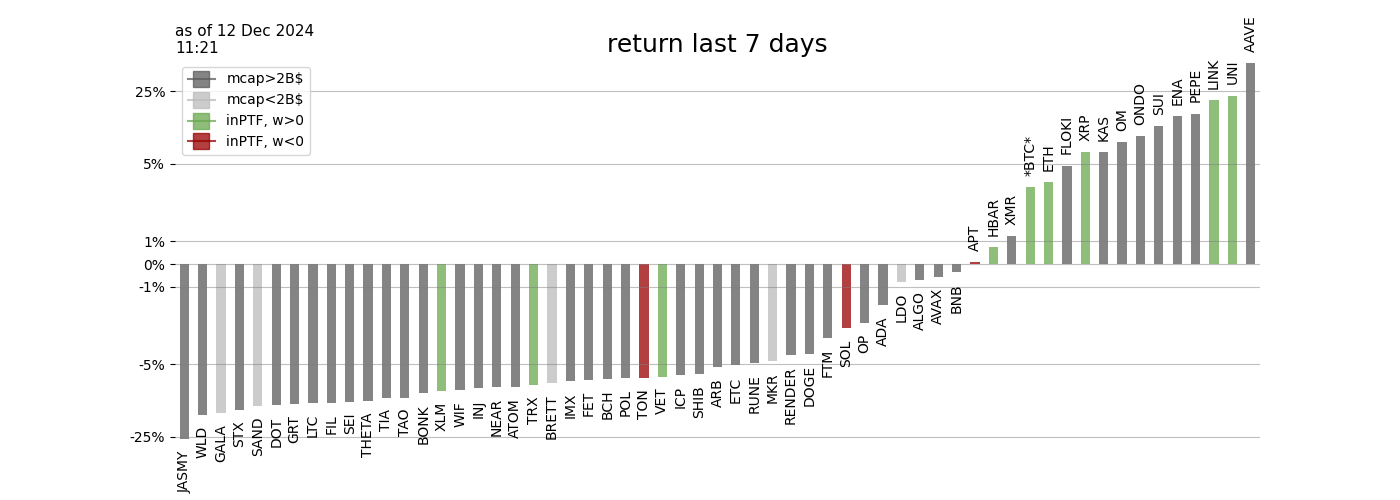 as of 12 Dec 2024
11:21
return last 7 days
mcap>2B$
mcap<2B$
inPTF, w>0
inPTF, w<0
25%
5%
1%
0%
-1%
-5%
-25%
JASMY
WLD
GALA
STX
SAND
DOT
GRT
LTC
FIL
SEI
THETA
TIA
TAO
BONK
XLM
WIF
INJ
NEAR
ATOM
TRX
BRETT
IMX
FET
BCH
POL
TON
VET
ICP
SHIB
ARB
ETC
RUNE
MKR
RENDER
DOGE
FTM
SOL
OP
ADA
LDO
ALGO
AVAX
BNB
APT
HBAR
XMR
*BTC*
ETH
FLOKI
XRP
KAS
OM
ONDO
SUI
ENA
PEPE
LINK
UNI
AAVE